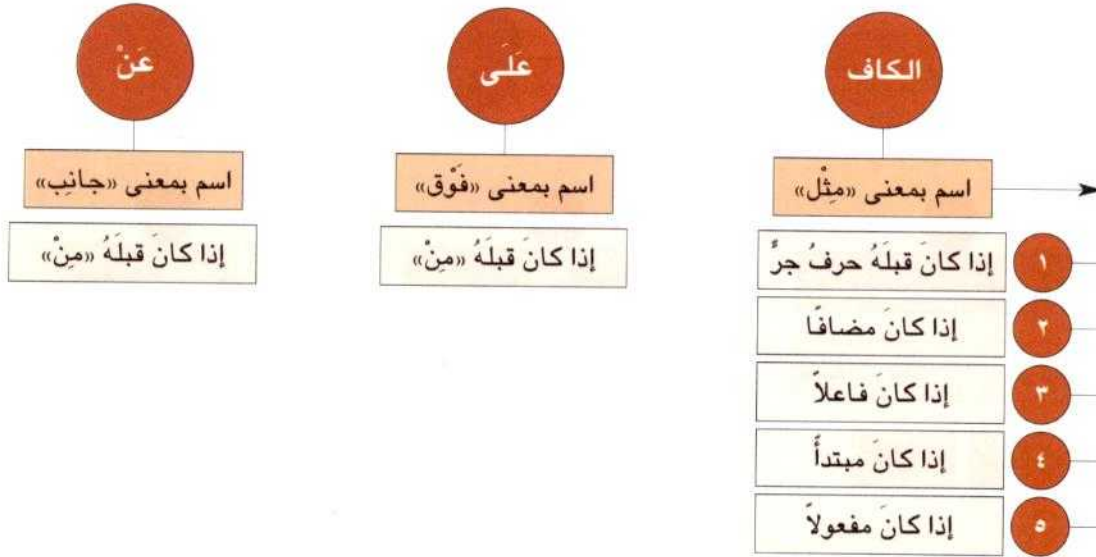 الكاف
عَلَى
عَنْ
اسم بمعنى «مِثْل»
اسم بمعنى «فَوْق»
اسم بمعنى «جانِب»
١ إذا كانَ قبلَهُ حرفُ جرٍّ
إذا كانَ قبلَهُ «مِنْ»
إذا كانَ قبلَهُ «مِنْ»
٢ إذا كانَ مضافًا
٣ إذا كانَ فاعلاً
٤ إذا كانَ مبتدأً
٥ إذا كانَ مفعولاً